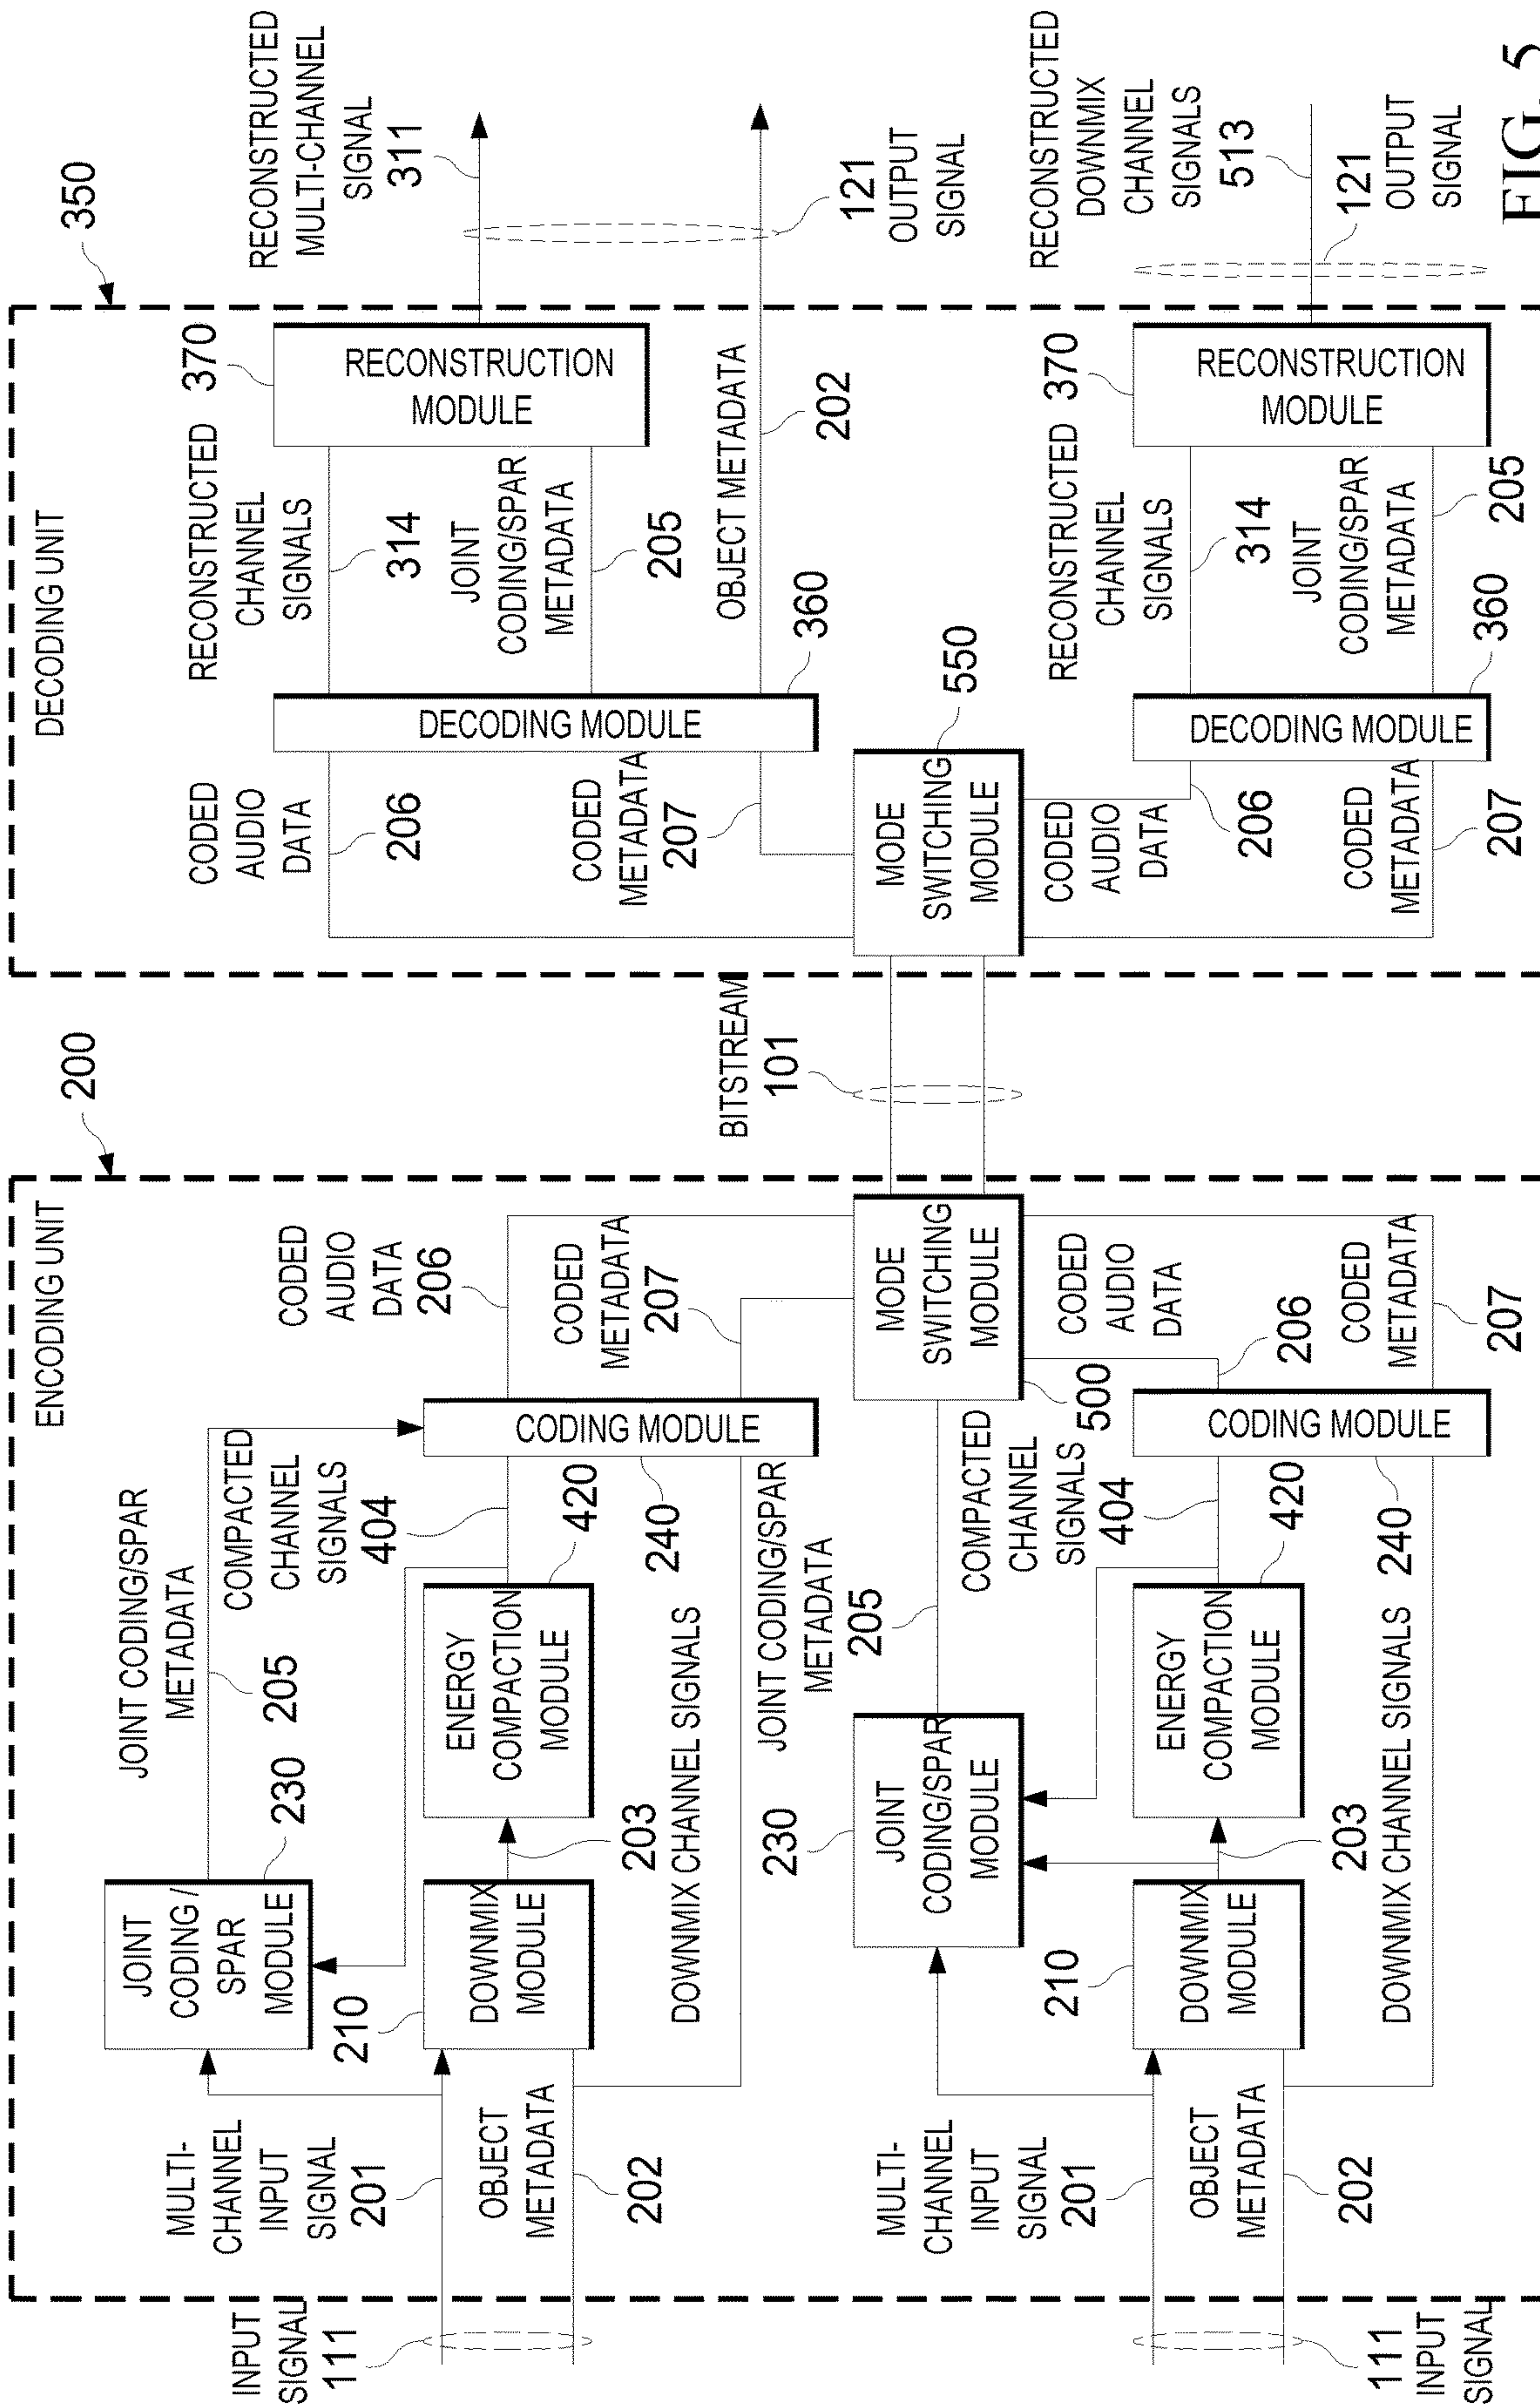 ENCODING UNIT
200
INPUT
SIGNAL
111
MULTI-
CHANNEL
INPUT
SIGNAL
201
OBJECT
METADATA
202
JOINT
CODING /
SPAR
MODULE
230
JOINT CODING/SPAR
METADATA
205
210
DOWNMIX
MODULE
203
ENERGY
COMPACTION
MODULE
420
COMPACTED
CHANNEL
SIGNALS
404
DOWNMIX CHANNEL SIGNALS
CODING MODULE
240
CODED
AUDIO
DATA
206
CODED
METADATA
207
JOINT CODING/SPAR
METADATA
205
MULTI-
CHANNEL
INPUT
SIGNAL
201
OBJECT
METADATA
202
111
INPUT
SIGNAL
230
JOINT
CODING/SPAR
MODULE
210
DOWNMIX
MODULE
203
ENERGY
COMPACTION
MODULE
420
COMPACTED
CHANNEL
SIGNALS
404
DOWNMIX CHANNEL SIGNALS
CODING MODULE
240
MODE
SWITCHING
MODULE
500
CODED
AUDIO
DATA
206
CODED
METADATA
207
BITSTREAM
101
DECODING UNIT
350
MODE
SWITCHING
MODULE
550
CODED
AUDIO
DATA
206
CODED
METADATA
207
DECODING MODULE
360
RECONSTRUCTED
CHANNEL
SIGNALS
314
JOINT
CODING/SPAR
METADATA
205
370
RECONSTRUCTION
MODULE
OBJECT METADATA
202
RECONSTRUCTED
MULTI-CHANNEL
SIGNAL
311
121
OUTPUT
SIGNAL
CODED
AUDIO
DATA
206
CODED
METADATA
207
DECODING MODULE
360
RECONSTRUCTED
CHANNEL
SIGNALS
314
JOINT
CODING/SPAR
METADATA
205
370
RECONSTRUCTION
MODULE
RECONSTRUCTED
DOWNMIX
CHANNEL
SIGNALS
513
121
OUTPUT
SIGNAL
FIG. 5